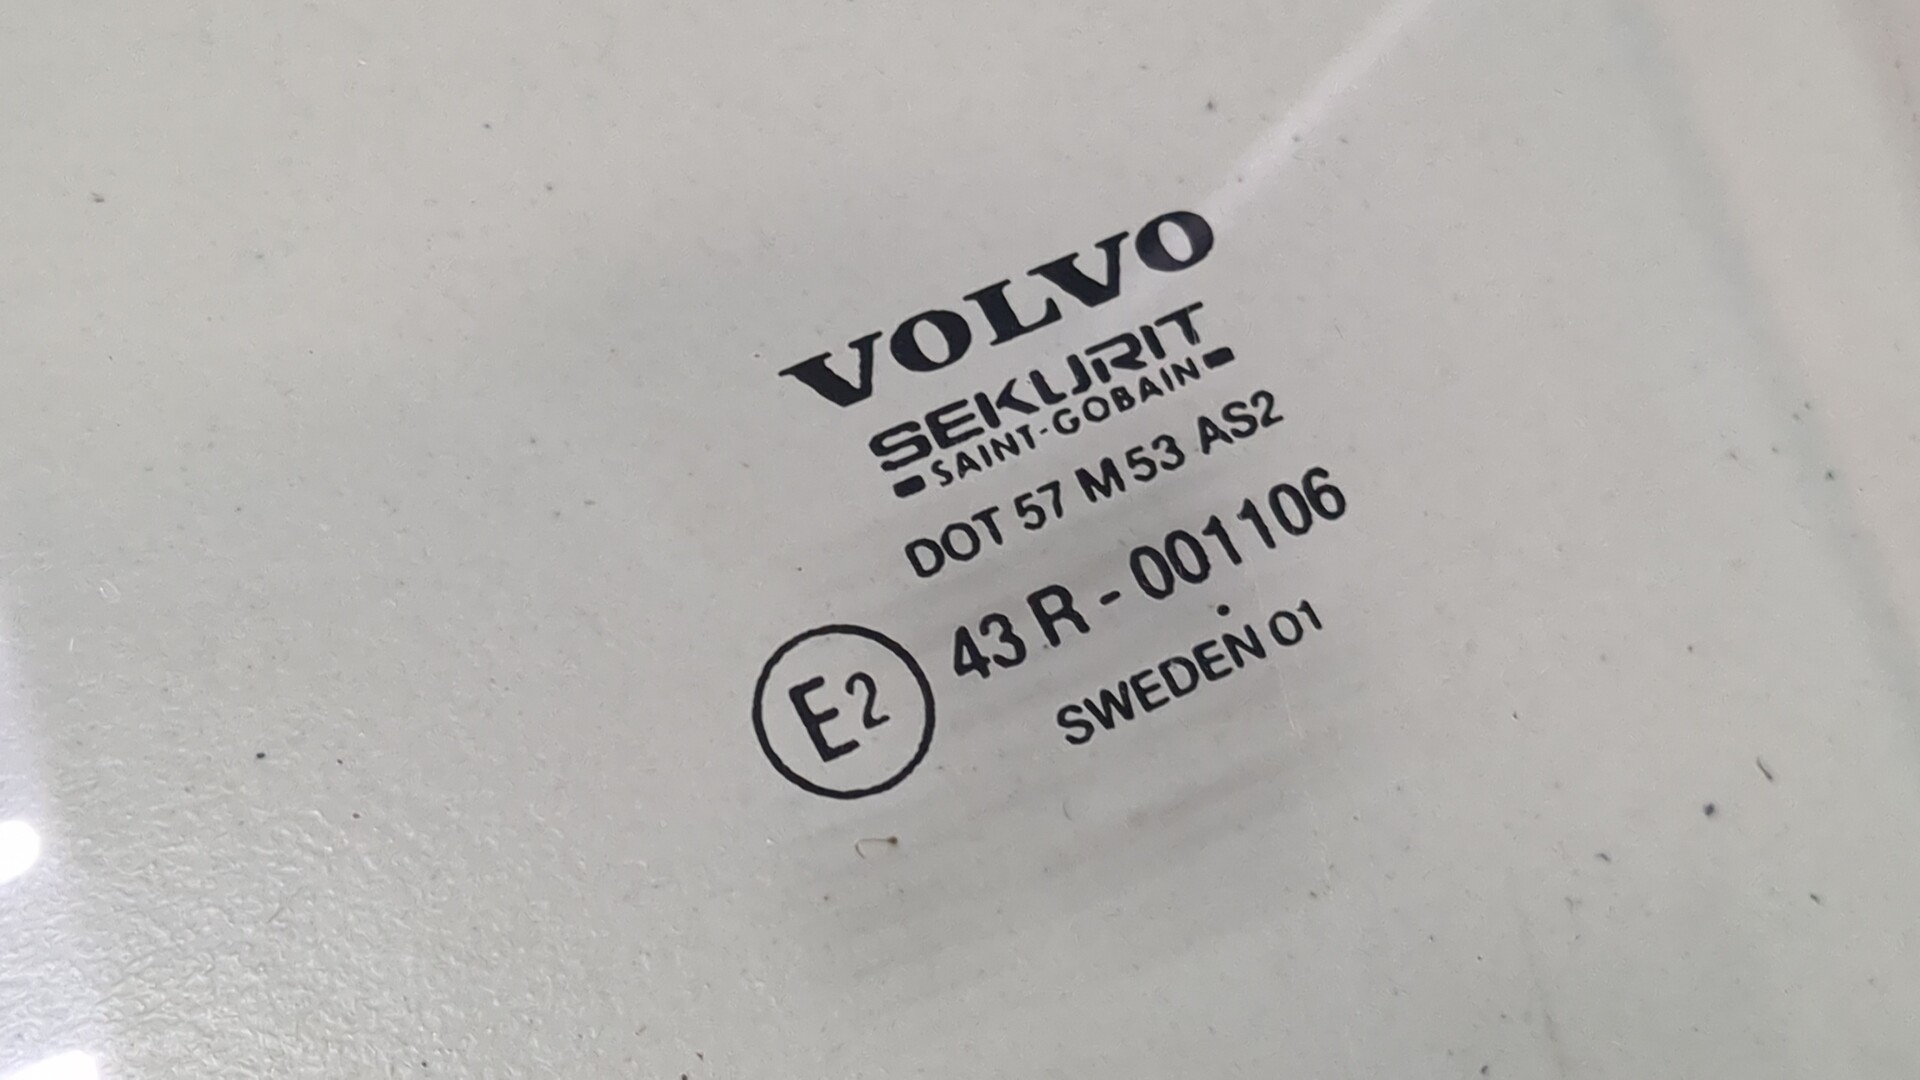 VOLVO
SEKURIT
SAINT-GOBAIN
DOT 57 M53 AS2
E2 43 R - 001106
SWEDEN 01